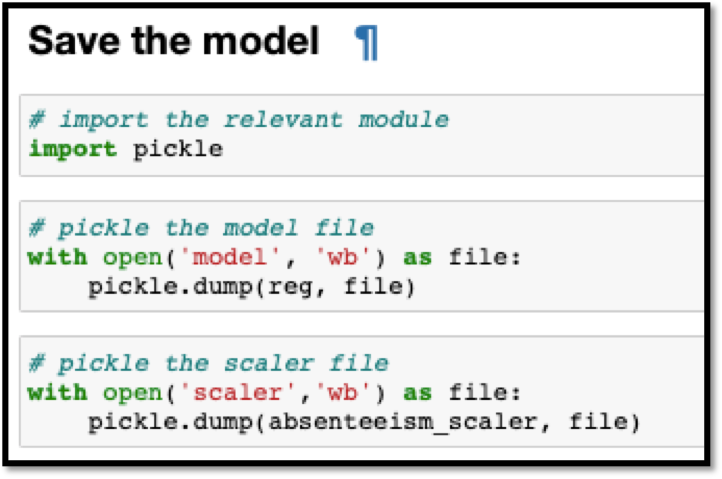 Save the model ¶
# import the relevant module
import pickle
# pickle the model file
with open('model', 'wb') as file:
    pickle.dump(reg, file)
# pickle the scaler file
with open('scaler','wb') as file:
    pickle.dump(absenteeism_scaler, file)